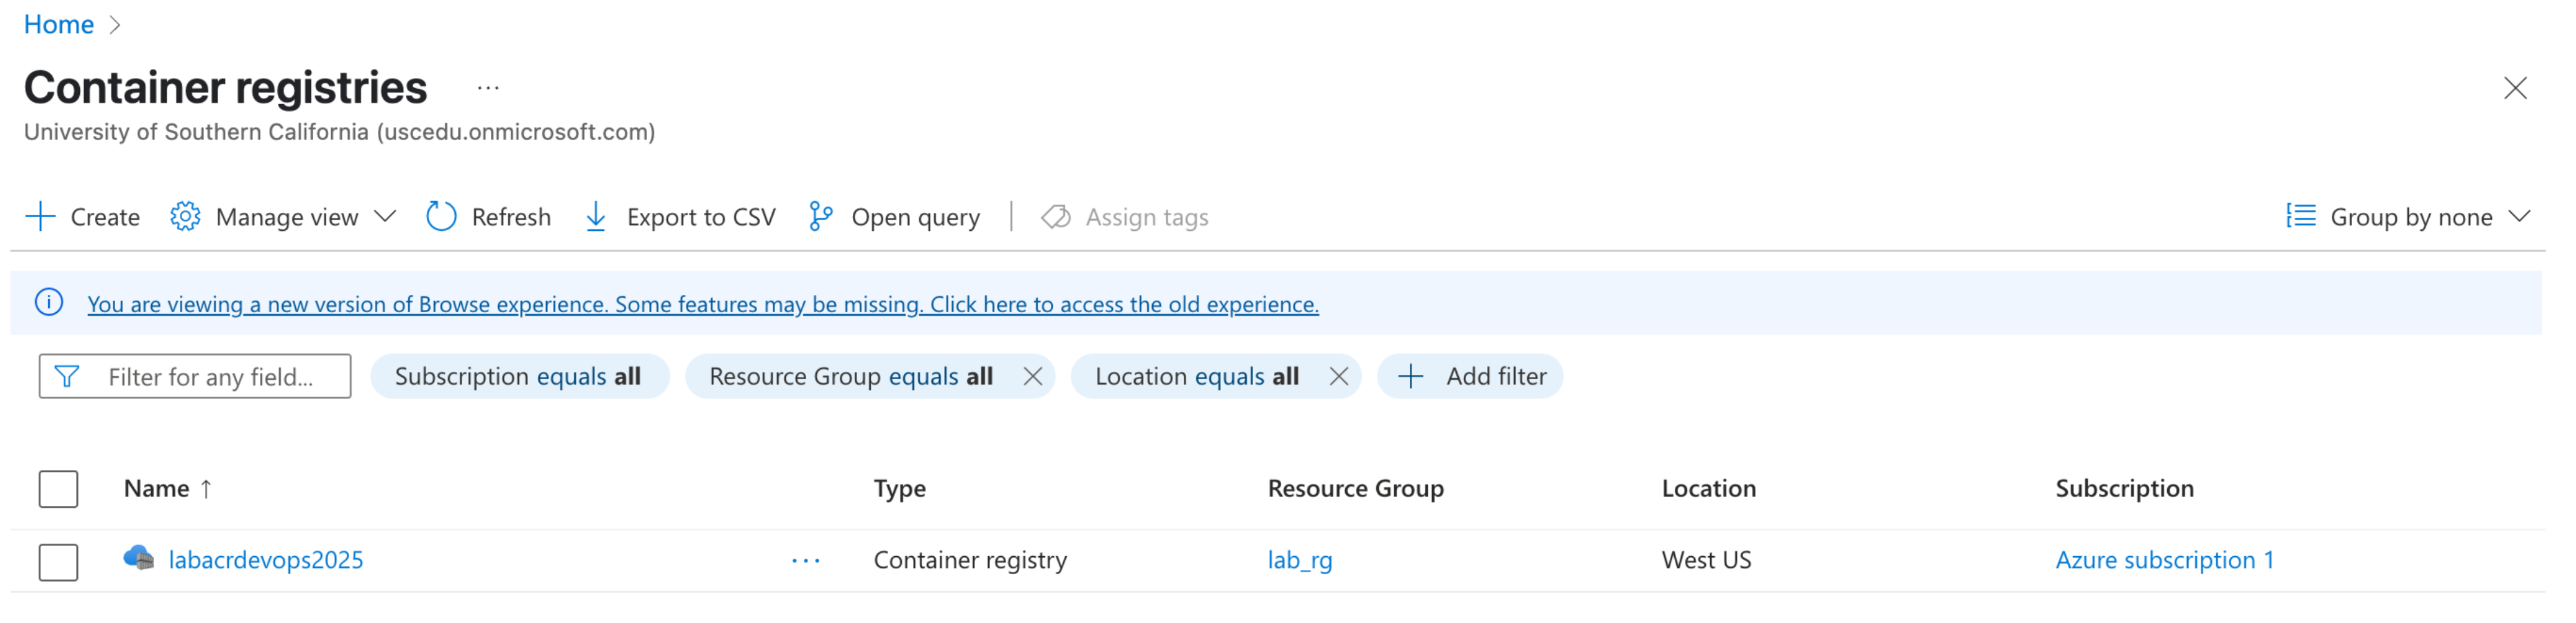 Home
Container registries ...
University of Southern California (uscedu.onmicrosoft.com)
Create Manage view Refresh Export to CSV Open query Assign tags Group by none
You are viewing a new version of Browse experience. Some features may be missing. Click here to access the old experience.
Filter for any field... Subscription equals all Resource Group equals all Location equals all Add filter
Name ↑ Type Resource Group Location Subscription
labacrdevops2025 ... Container registry lab_rg West US Azure subscription 1